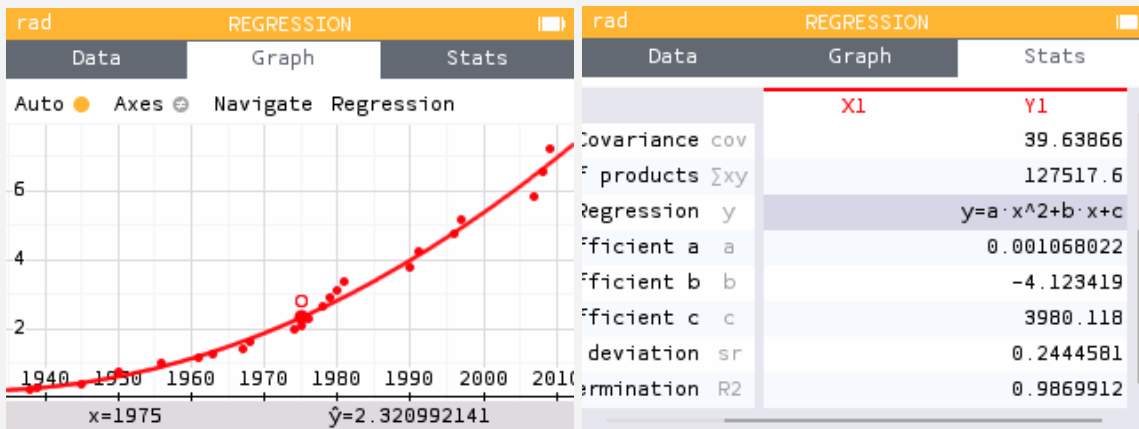 rad REGRESSION
Data Graph Stats
Auto Axes Navigate Regression
6
4
2
1940 1950 1960 1970 1980 1990 2000 2010
x=1975 ŷ=2.320992141
rad REGRESSION
Data Graph Stats
X1 Y1
Covariance cov 39.63866
f products ∑xy 127517.6
Regression y y=a·x^2+b·x+c
fficient a a 0.001068022
fficient b b -4.123419
fficient c c 3980.118
deviation sr 0.2444581
ermination R2 0.9869912